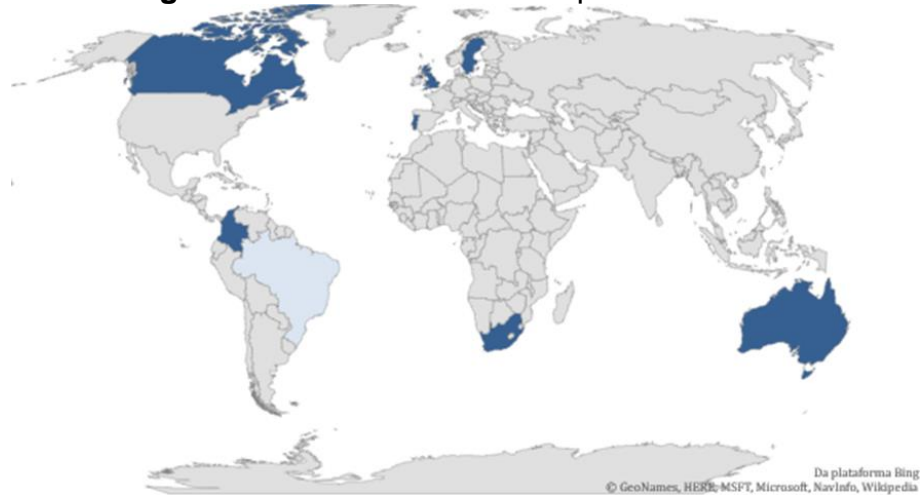 Da plataforma Bing
© GeoNames, HERE, MSFT, Microsoft, NavInfo, Wikipedia